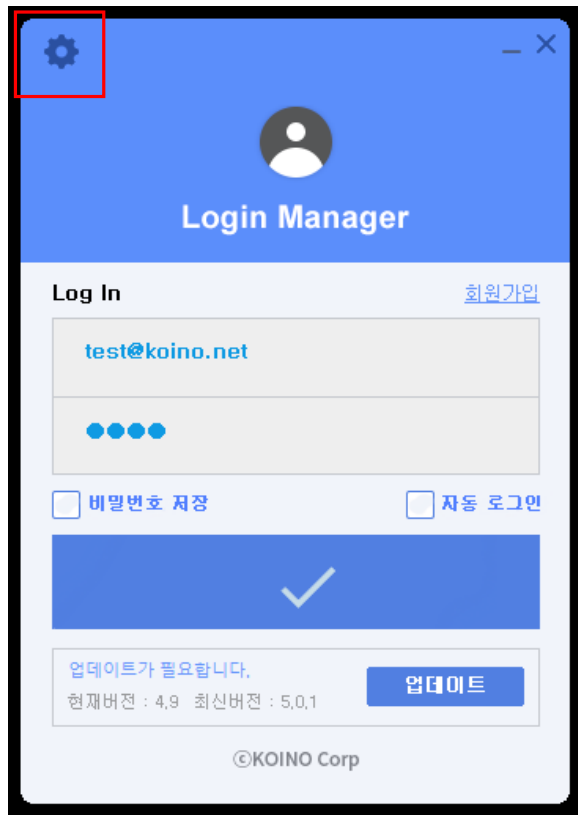 Login Manager
Log In 회원가입
test@koino.net
비밀번호 저장 자동 로그인
업데이트가 필요합니다.
현재버전 : 4.9 최신버전 : 5.0.1
업데이트
ⓒKOINO Corp